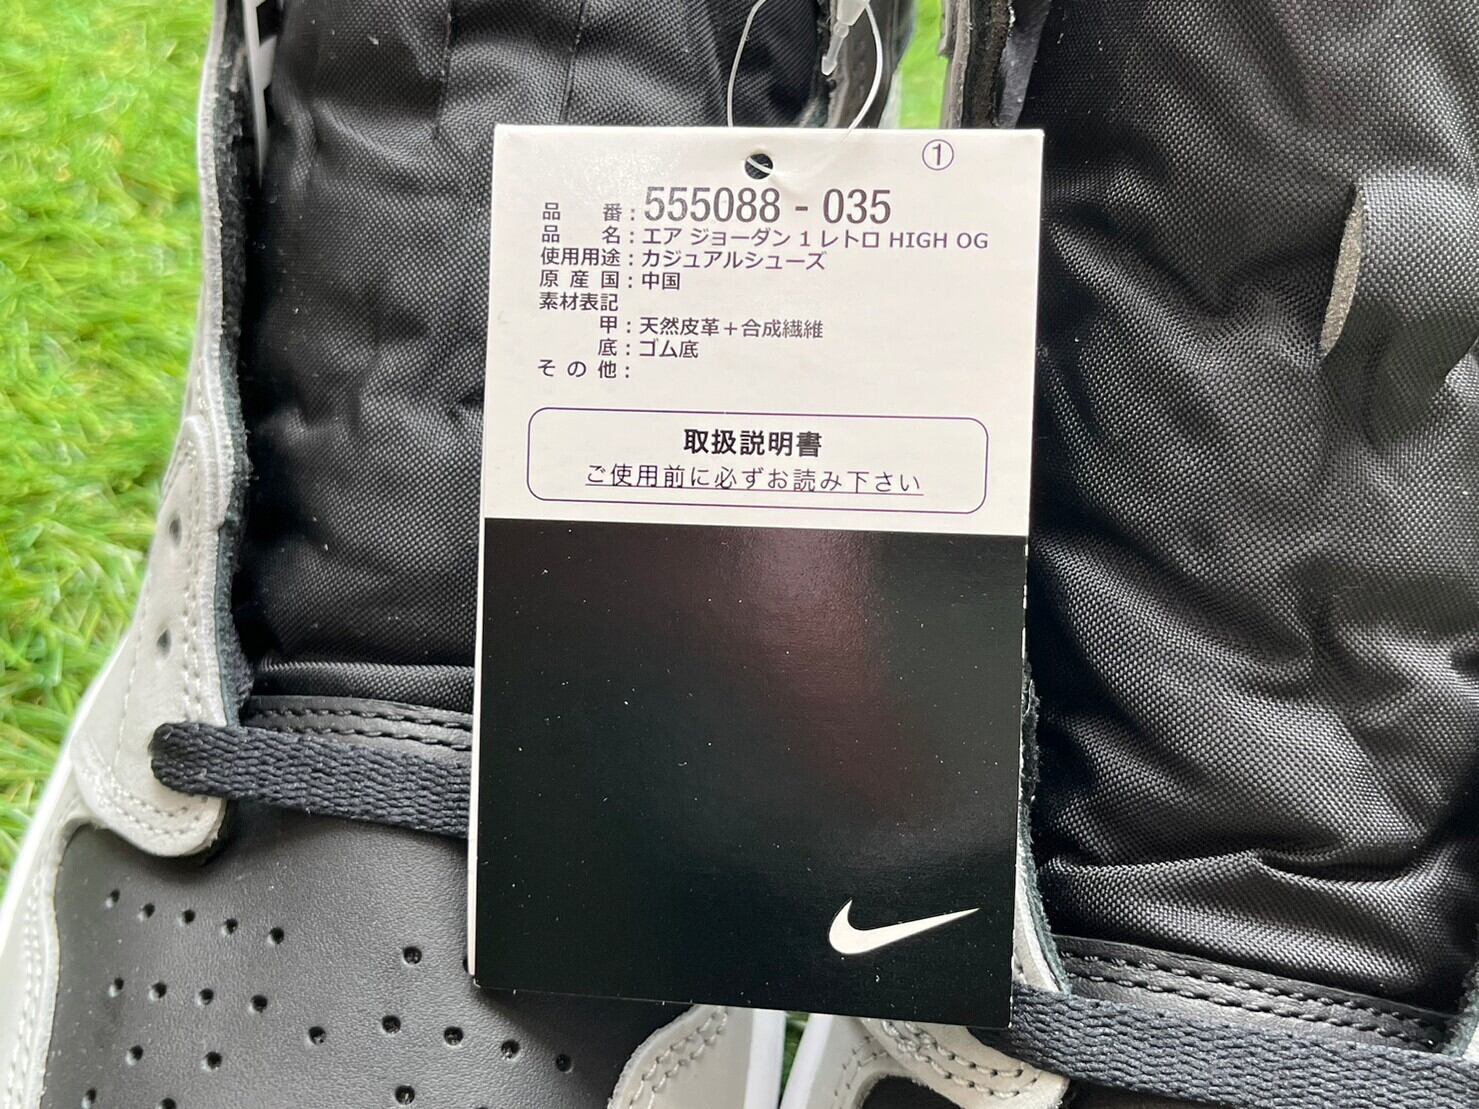 ①
品番：555088 - 035
品名：エア ジョーダン 1 レトロ HIGH OG
使用用途：カジュアルシューズ
原産国：中国
素材表記
甲：天然皮革＋合成繊維
底：ゴム底
その他：
取扱説明書
ご使用前に必ずお読み下さい